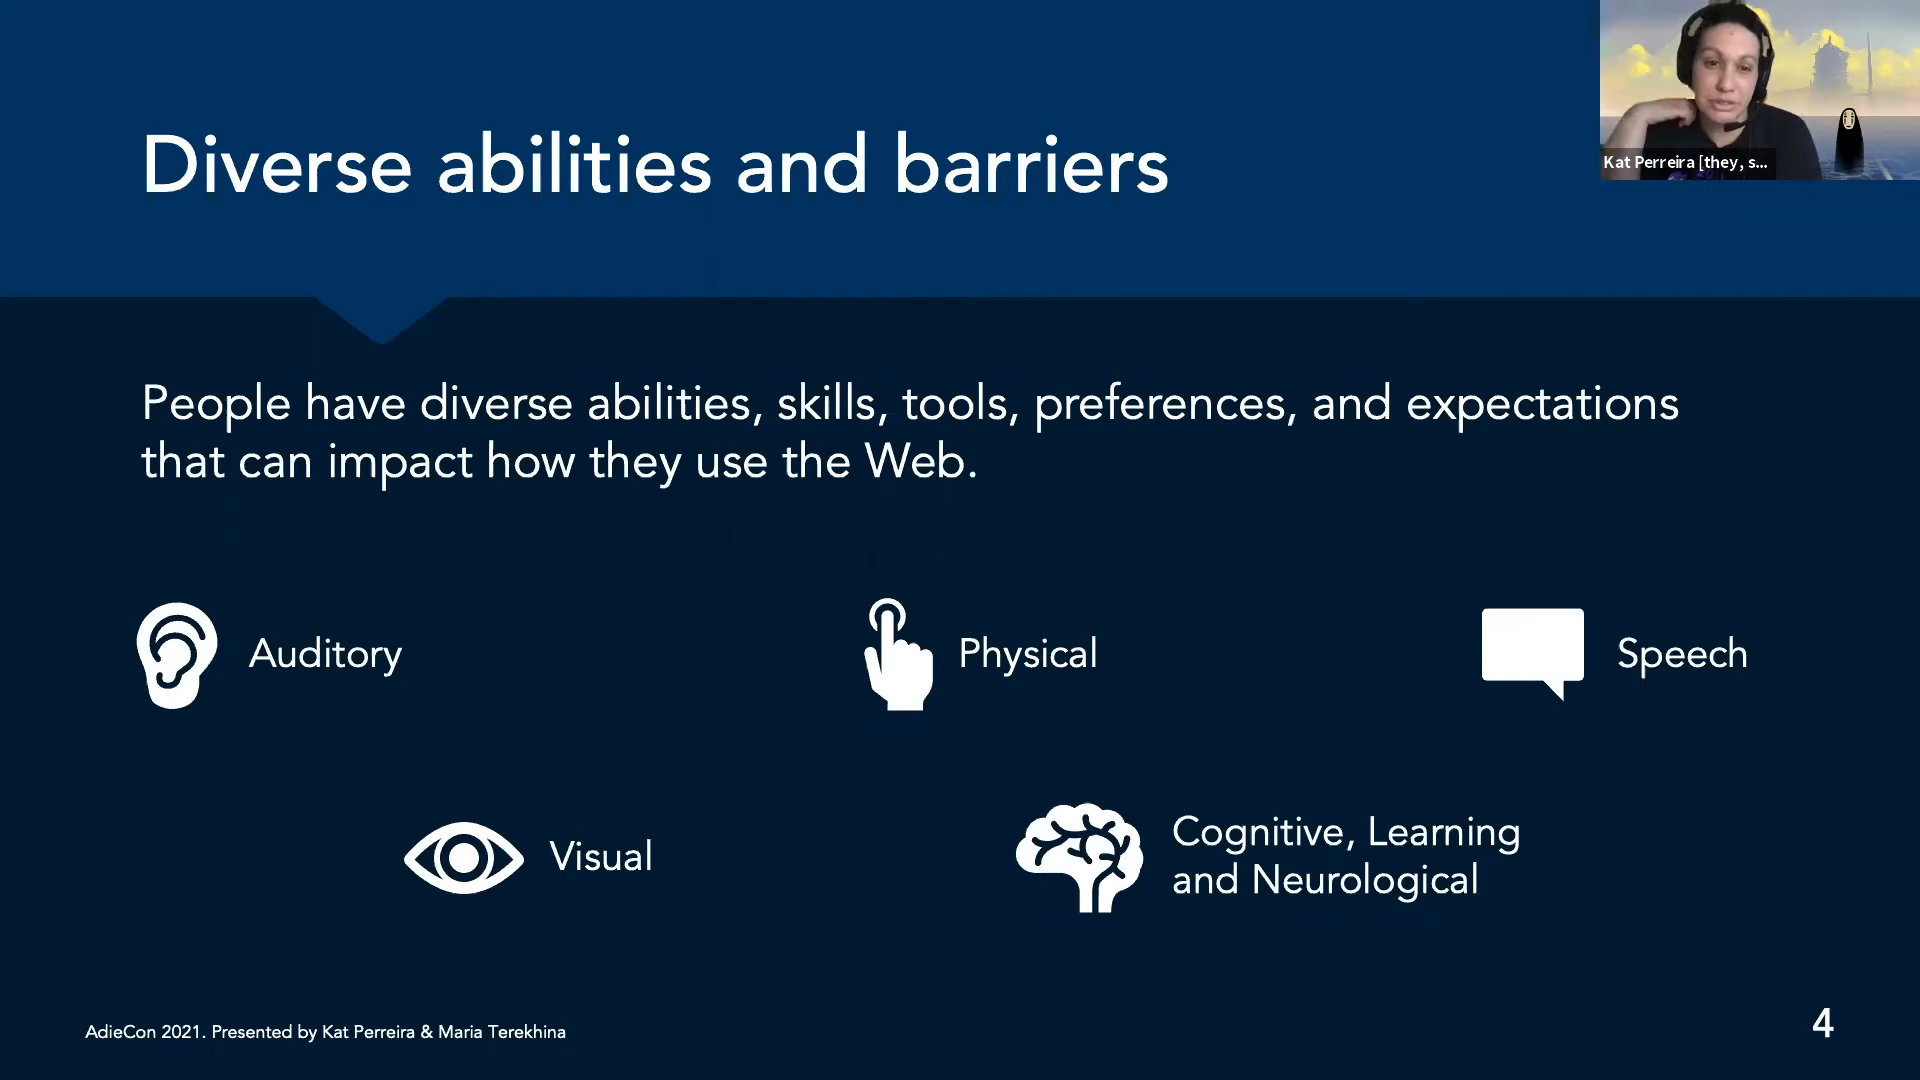 Diverse abilities and barriers
Kat Perreira [they, s...
People have diverse abilities, skills, tools, preferences, and expectations
that can impact how they use the Web.
Auditory
Physical
Speech
Visual
Cognitive, Learning
and Neurological
AdieCon 2021. Presented by Kat Perreira & Maria Terekhina
4